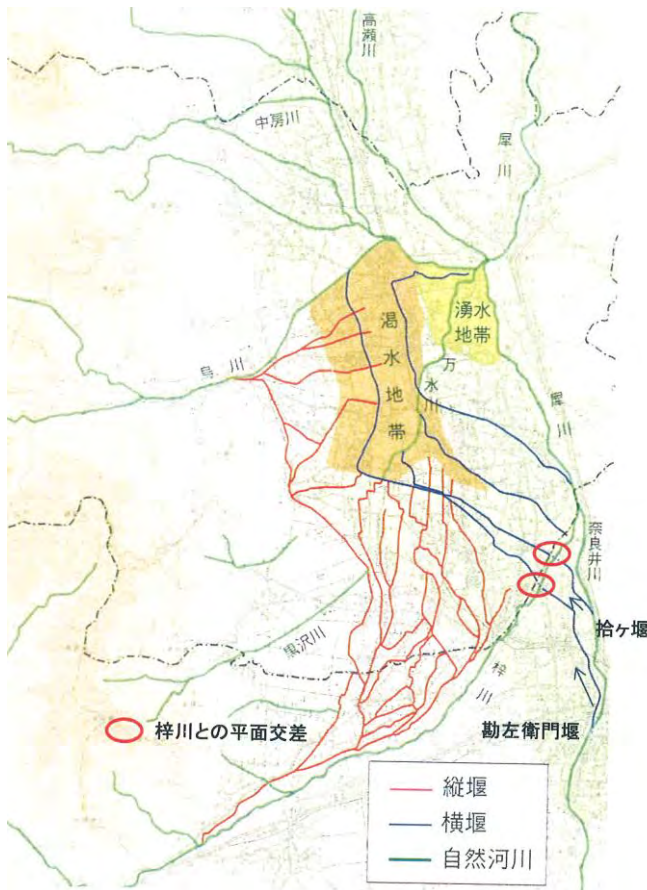 高瀬川
中房川
犀川
湧水
地帯
渇水地帯
万水川
烏川
犀川
奈良井川
拾ヶ堰
黒沢川
梓川
勘左衛門堰
梓川との平面交差
縦堰
横堰
自然河川